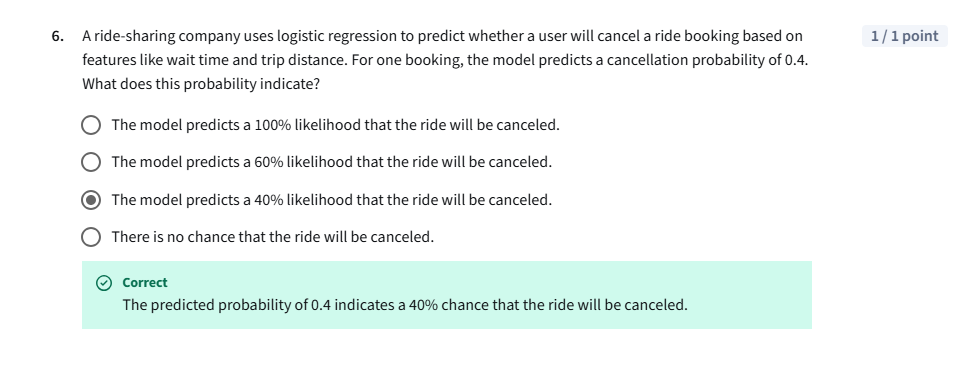 6. A ride-sharing company uses logistic regression to predict whether a user will cancel a ride booking based on
1 / 1 point
features like wait time and trip distance. For one booking, the model predicts a cancellation probability of 0.4.
What does this probability indicate?
The model predicts a 100% likelihood that the ride will be canceled.
The model predicts a 60% likelihood that the ride will be canceled.
The model predicts a 40% likelihood that the ride will be canceled.
There is no chance that the ride will be canceled.
Correct
The predicted probability of 0.4 indicates a 40% chance that the ride will be canceled.